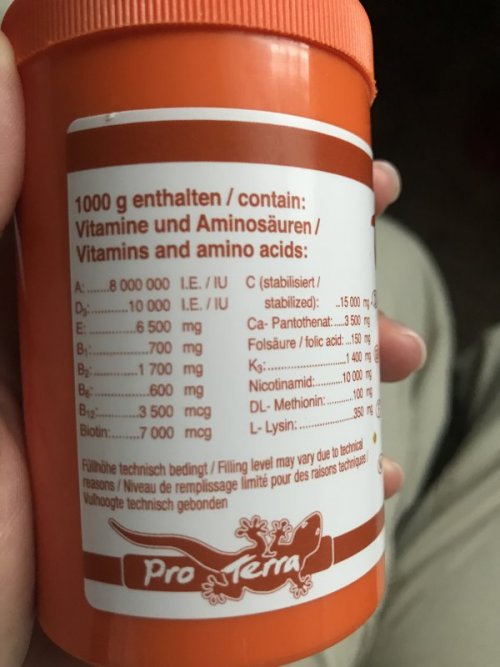 1000 g enthalten / contain:
Vitamine und Aminosäuren /
Vitamins and amino acids:
A:......8 000 000 I.E. / IU
D₃:..........10 000 I.E. / IU
E:............6 500 mg
B₁:..............700 mg
B₂:...........1 700 mg
B₆:..............600 mg
B₁₂:..........3 500 mcg
Biotin:.......7 000 mcg
C (stabilisiert /
stabilized): ..15 000 mg
Ca- Pantothenat:....3 500 mg
Folsäure / folic acid: ..150 mg
K₃:....................1 400 mg
Nicotinamid:.......10 000 mg
DL- Methionin:..........100 mg
L- Lysin:................350 mg
Füllhöhe technisch bedingt / Filling level may vary due to technical
reasons / Niveau de remplissage limité pour des raisons techniques /
Vulhoogte technisch gebonden
Pro Terra